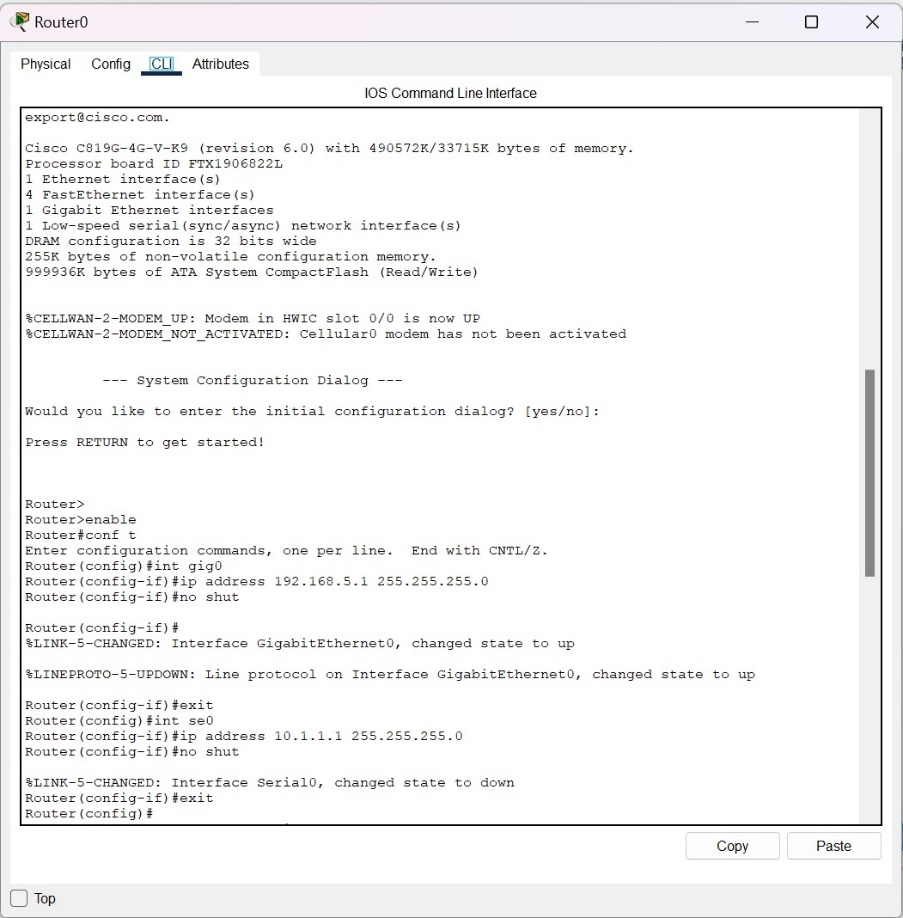 Router0
Physical Config CLI Attributes
IOS Command Line Interface
export@cisco.com.
Cisco C819G-4G-V-K9 (revision 6.0) with 490572K/33715K bytes of memory.
Processor board ID FTX1906822L
1 Ethernet interface(s)
4 FastEthernet interface(s)
1 Gigabit Ethernet interfaces
1 Low-speed serial(sync/async) network interface(s)
DRAM configuration is 32 bits wide
255K bytes of non-volatile configuration memory.
999936K bytes of ATA System CompactFlash (Read/Write)
%CELLWAN-2-MODEM_UP: Modem in HWIC slot 0/0 is now UP
%CELLWAN-2-MODEM_NOT_ACTIVATED: Cellular0 modem has not been activated
--- System Configuration Dialog ---
Would you like to enter the initial configuration dialog? [yes/no]:
Press RETURN to get started!
Router>
Router>enable
Router#conf t
Enter configuration commands, one per line.  End with CNTL/Z.
Router(config)#int gig0
Router(config-if)#ip address 192.168.5.1 255.255.255.0
Router(config-if)#no shut
Router(config-if)#
%LINK-5-CHANGED: Interface GigabitEthernet0, changed state to up
%LINEPROTO-5-UPDOWN: Line protocol on Interface GigabitEthernet0, changed state to up
Router(config-if)#exit
Router(config)#int se0
Router(config-if)#ip address 10.1.1.1 255.255.255.0
Router(config-if)#no shut
%LINK-5-CHANGED: Interface Serial0, changed state to down
Router(config-if)#exit
Router(config)#
Copy Paste
Top